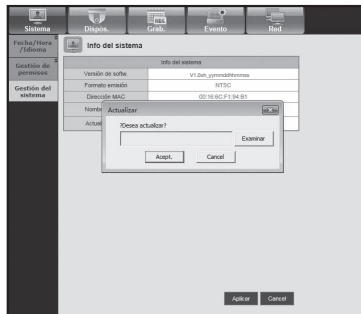 Sistema
Dispos.
Grab.
Evento
Red
Fecha/Hora
/Idioma
Gestión de
permisos
Gestión del
sistema
Info del sistema
Info del sistema
Versión de softw.
V1.0xh_yymmddhhmmss
Formato emisión
NTSC
Dirección MAC
00:16:6C:F1:94:B1
Nombr
Actual
Actualizar
?Desea actualizar?
Examinar
Acept.
Cancel
Aplicar
Cancel